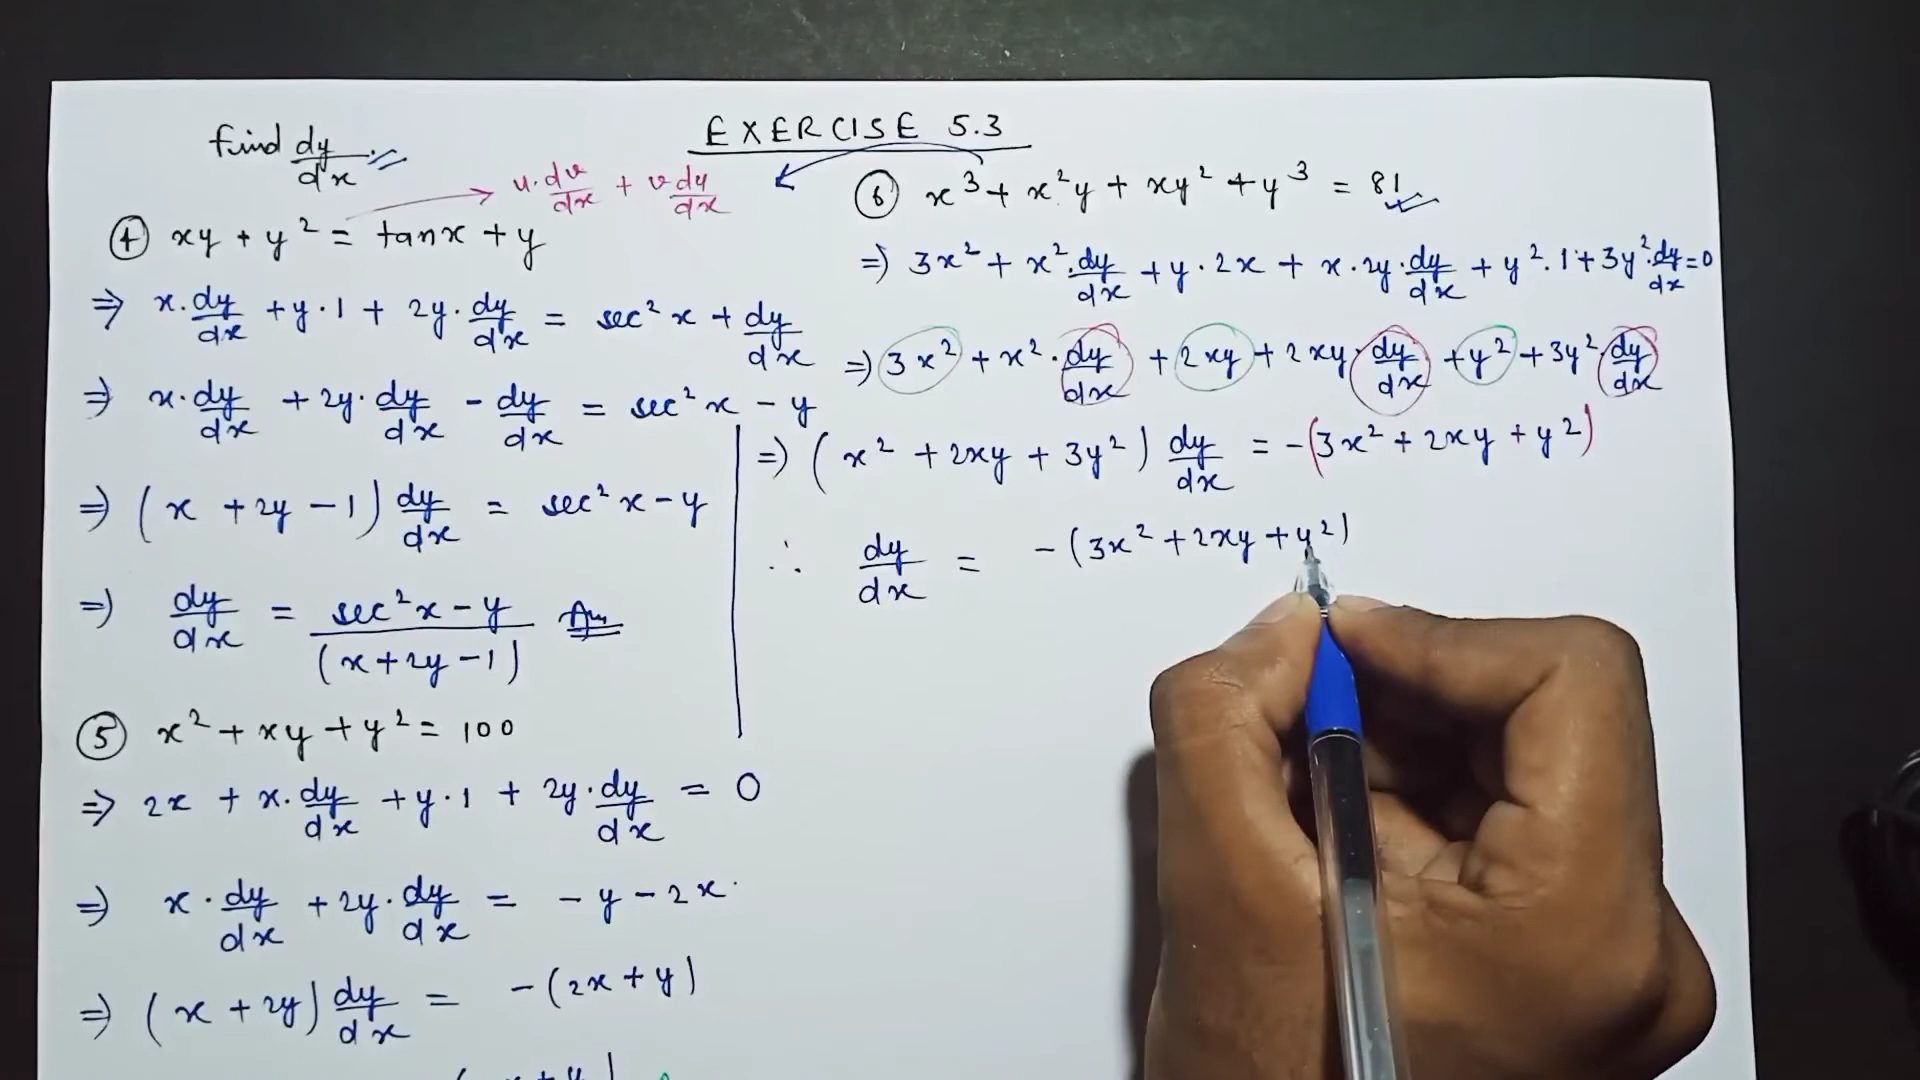 EXERCISE 5.3
find dy/dx
u.dv/dx + v dy/dx
④ xy + y² = tanx + y
⇒ x.dy/dx + y.1 + 2y.dy/dx = sec²x + dy/dx
⇒ x.dy/dx + 2y.dy/dx - dy/dx = sec²x - y
⇒ (x + 2y - 1) dy/dx = sec²x - y
⇒ dy/dx = sec²x - y / (x + 2y - 1) Ans
⑤ x² + xy + y² = 100
⇒ 2x + x.dy/dx + y.1 + 2y.dy/dx = 0
⇒ x.dy/dx + 2y.dy/dx = -y - 2x
⇒ (x + 2y) dy/dx = -(2x + y)
⑥ x³ + x²y + xy² + y³ = 81
⇒ 3x² + x².dy/dx + y.2x + x.2y.dy/dx + y².1 + 3y².dy/dx = 0
⇒ 3x² + x².dy/dx + 2xy + 2xy.dy/dx + y² + 3y².dy/dx
⇒ (x² + 2xy + 3y²) dy/dx = -(3x² + 2xy + y²)
∴ dy/dx = -(3x² + 2xy + y²)